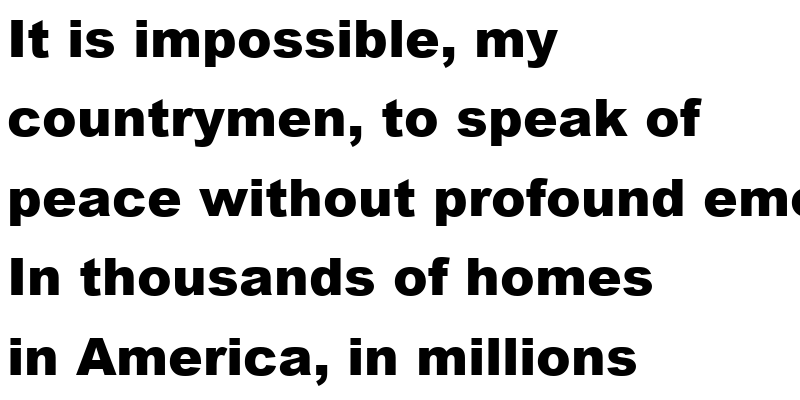 It is impossible, my
countrymen, to speak of
peace without profound
In thousands of homes
in America, in millions